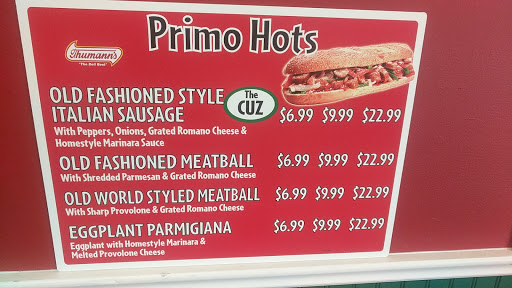 Primo Hots
Thumann's
"The Deli Best"
OLD FASHIONED STYLE
ITALIAN SAUSAGE
The
CUZ
$6.99 $9.99 $22.99
With Peppers, Onions, Grated Romano Cheese &
Homestyle Marinara Sauce
OLD FASHIONED MEATBALL $6.99 $9.99 $22.99
With Shredded Parmesan & Grated Romano Cheese
OLD WORLD STYLED MEATBALL $6.99 $9.99 $22.99
With Sharp Provolone & Grated Romano Cheese
EGGPLANT PARMIGIANA $6.99 $9.99 $22.99
Eggplant with Homestyle Marinara &
Melted Provolone Cheese